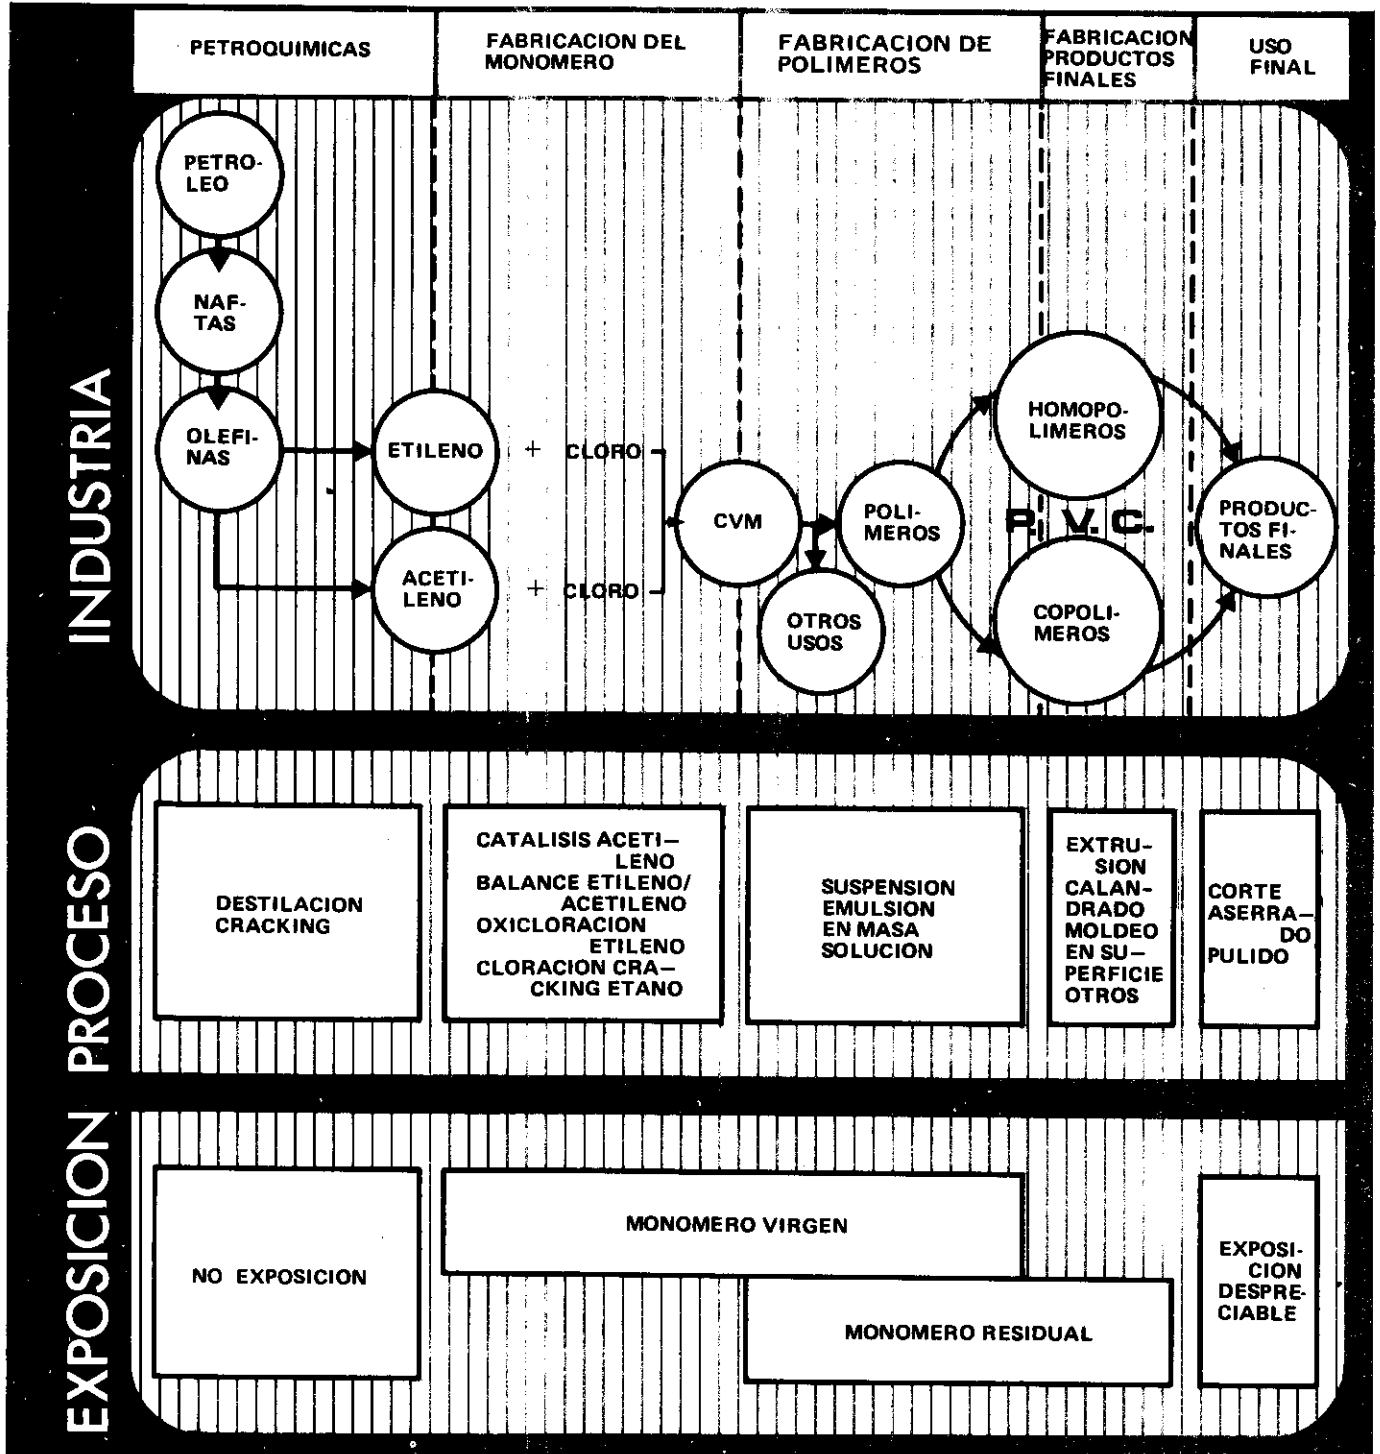 PETROQUIMICAS
FABRICACION DEL
MONOMERO
FABRICACION DE
POLIMEROS
FABRICACION
PRODUCTOS
FINALES
USO
FINAL
INDUSTRIA
PETRO-
LEO
NAF-
TAS
OLEFI-
NAS
ETILENO
+ CLORO
ACETI-
LENO
+ CLORO
CVM
POLI-
MEROS
OTROS
USOS
HOMOPO-
LIMEROS
P. V. C.
COPOLI-
MEROS
PRODUC-
TOS FI-
NALES
PROCESO
DESTILACION
CRACKING
CATALISIS ACETI—
LENO
BALANCE ETILENO/
ACETILENO
OXICLORACION
ETILENO
CLORACION CRA—
CKING ETANO
SUSPENSION
EMULSION
EN MASA
SOLUCION
EXTRU—
SION
CALAN—
DRADO
MOLDEO
EN SU—
PERFICIE
OTROS
CORTE
ASERRA—
DO
PULIDO
EXPOSICION
NO EXPOSICION
MONOMERO VIRGEN
MONOMERO RESIDUAL
EXPOSI-
CION
DESPRE-
CIABLE